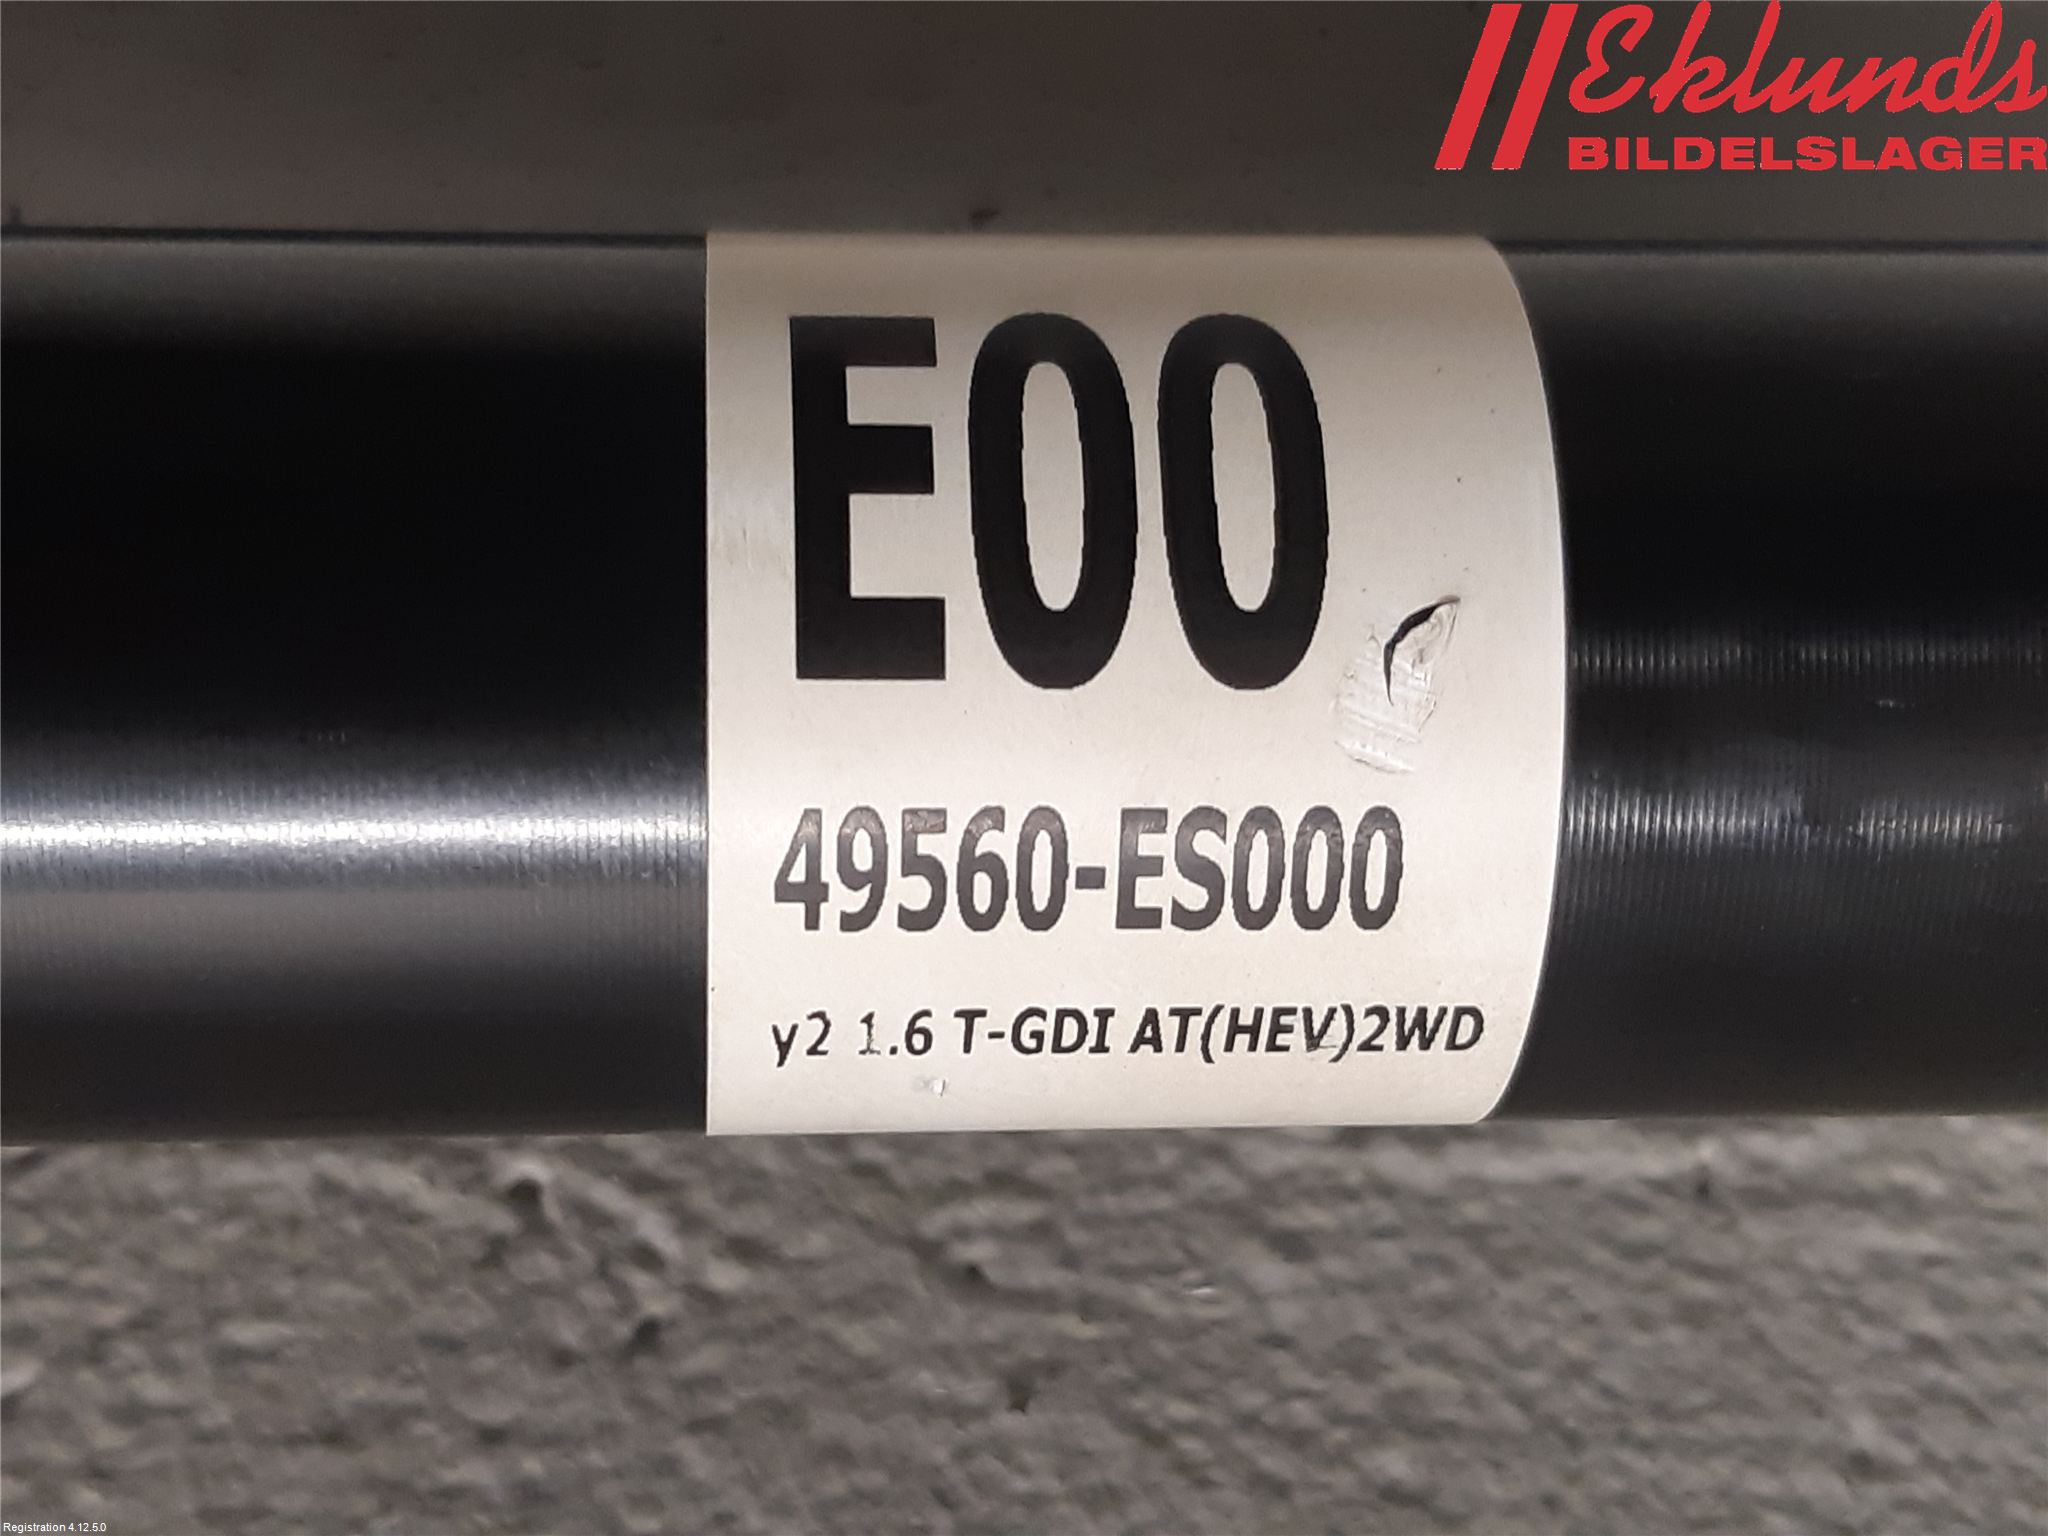 Eklunds
BILDELSLAGER
E00
49560-ES000
y2 1.6 T-GDI AT(HEV)2WD
Registration 4.12.5.0